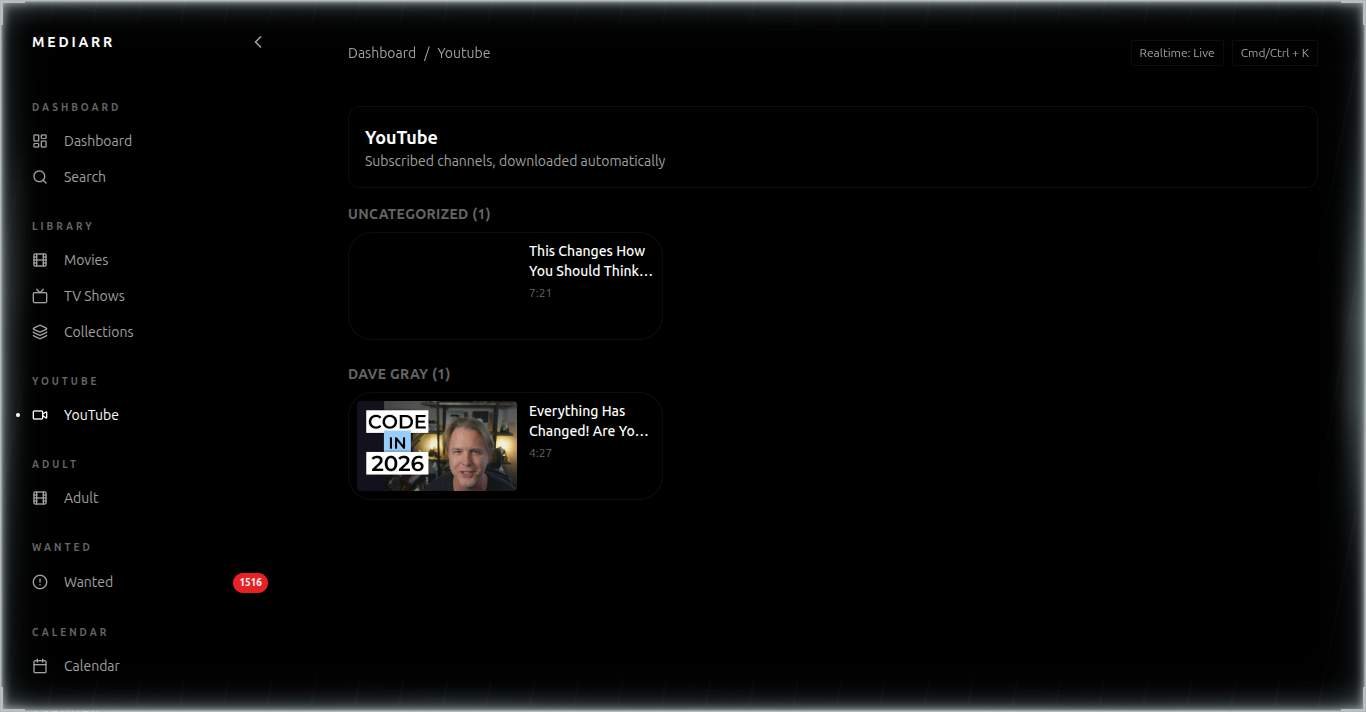 MEDIARR
Dashboard / Youtube
Realtime: Live
Cmd/Ctrl + K
DASHBOARD
Dashboard
Search
LIBRARY
Movies
TV Shows
Collections
YOUTUBE
YouTube
ADULT
Adult
WANTED
Wanted
1516
CALENDAR
Calendar
YouTube
Subscribed channels, downloaded automatically
UNCATEGORIZED (1)
This Changes How
You Should Think...
7:21
DAVE GRAY (1)
CODE
IN
2026
Everything Has
Changed! Are Yo...
4:27